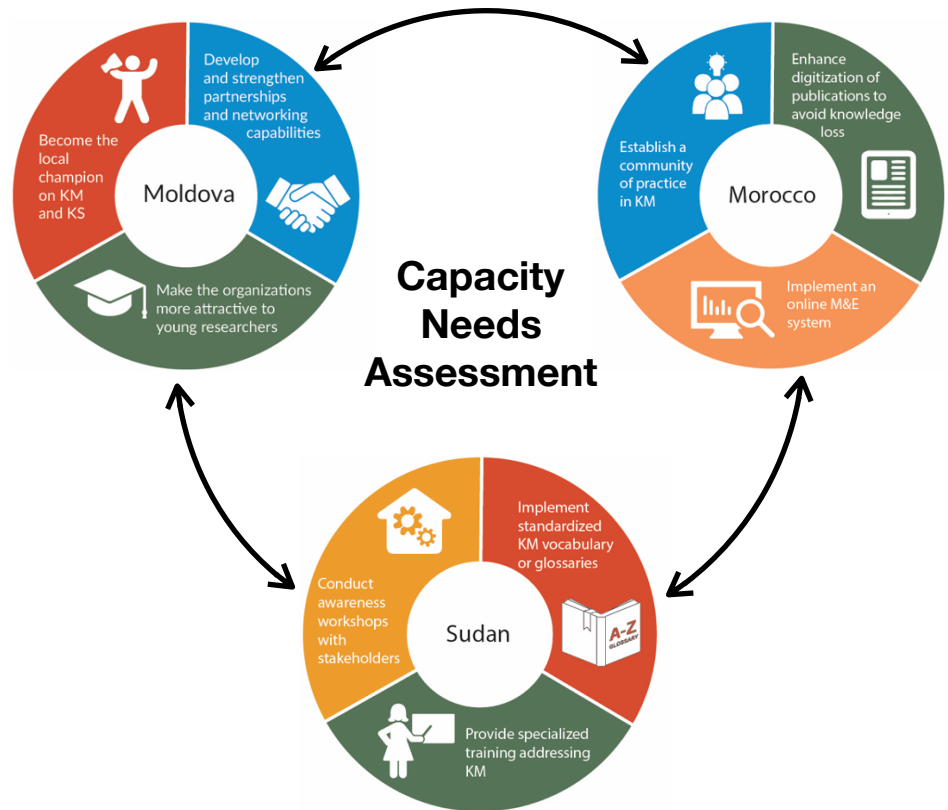 Develop
and strengthen
partnerships
and networking
capabilities
Become the
local
champion
on KM
and KS
Moldova
Make the organizations
more attractive to
young researchers
Enhance
digitization of
publications to
avoid knowledge
loss
Establish a
community
of practice
in KM
Morocco
Implement an
online M&E
system
Capacity
Needs
Assessment
Implement
standardized
KM vocabulary
or glossaries
A-Z
GLOSSARY
Conduct
awareness
workshops
with
stakeholders
Sudan
Provide specialized
training addressing
KM